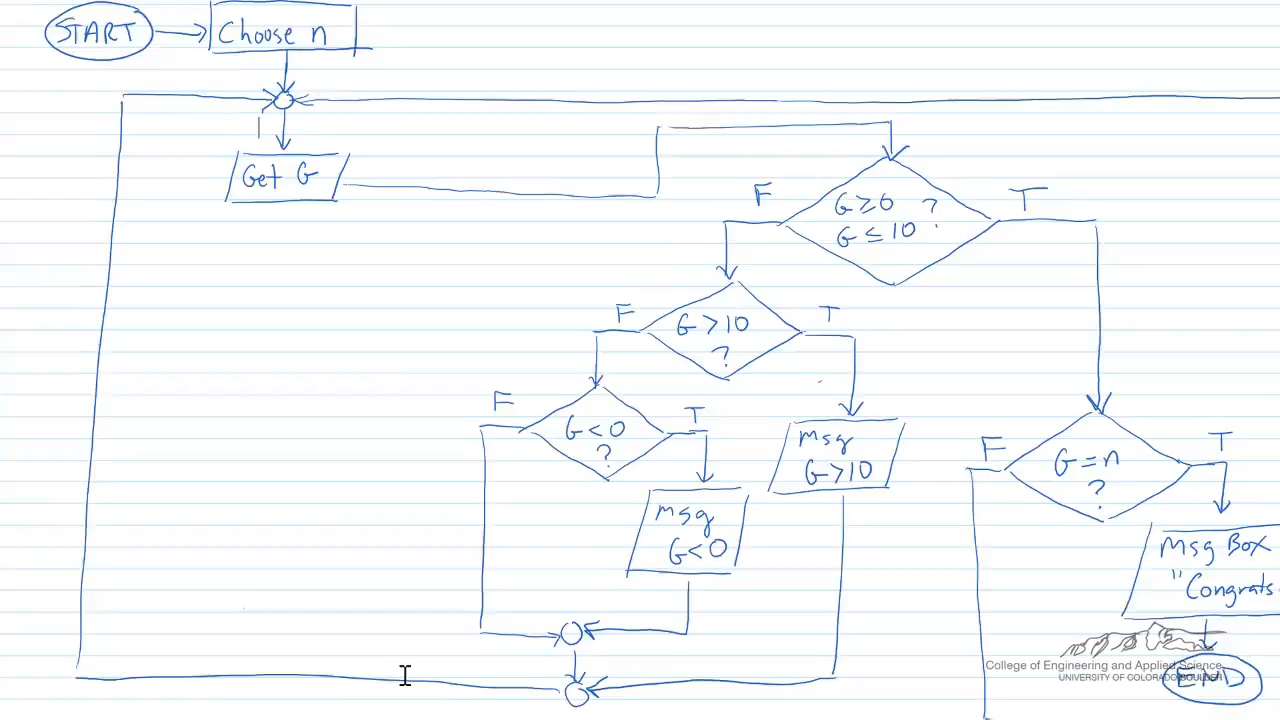 START
Choose n
Get G
F
G ≥ 0
G ≤ 10 ?
T
F
G > 10
?
T
F
G < 0
?
T
msg
G > 10
F
G = n
?
T
msg
G < 0
Msg Box
"Congrats
END
College of Engineering and Applied Science
UNIVERSITY OF COLORADO BOULDER